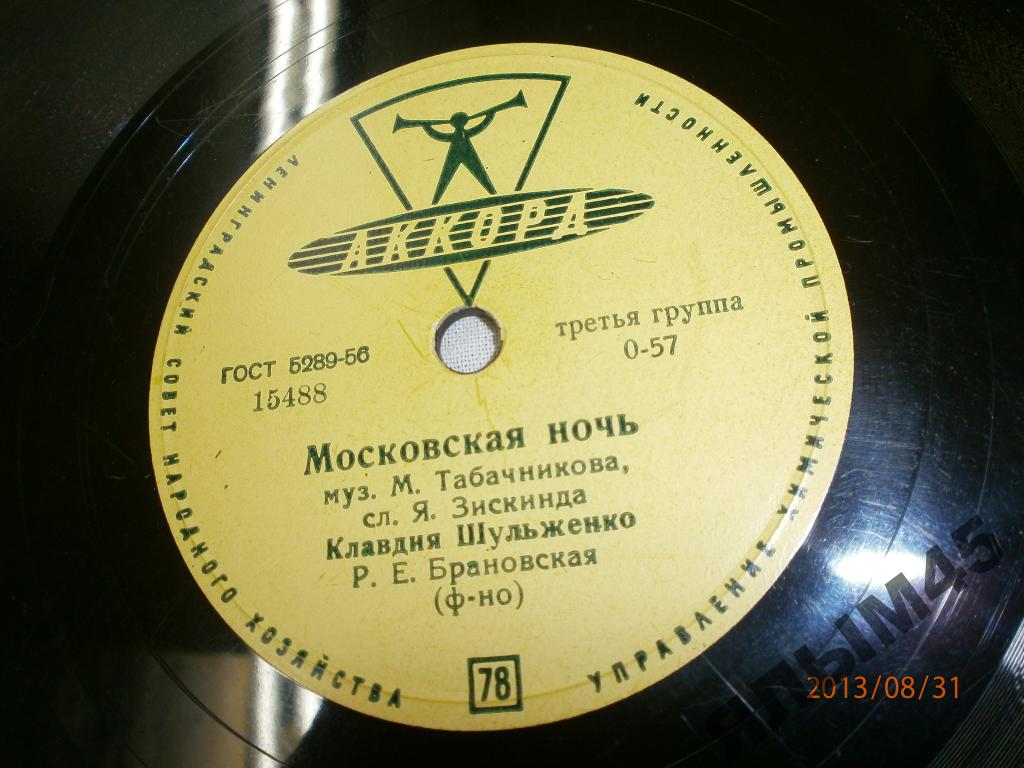 АККОРД
ЛЕНИНГРАДСКИЙ СОВЕТ НАРОДНОГО ХОЗЯЙСТВА
УПРАВЛЕНИЕ ХИМИЧЕСКОЙ ПРОМЫШЛЕННОСТИ
ГОСТ 5289-56
15488
третья группа
0-57
Московская ночь
муз. М. Табачникова,
сл. Я. Зискинда
Клавдия Шульженко
Р. Е. Брановская
(ф-но)
78
2013/08/31